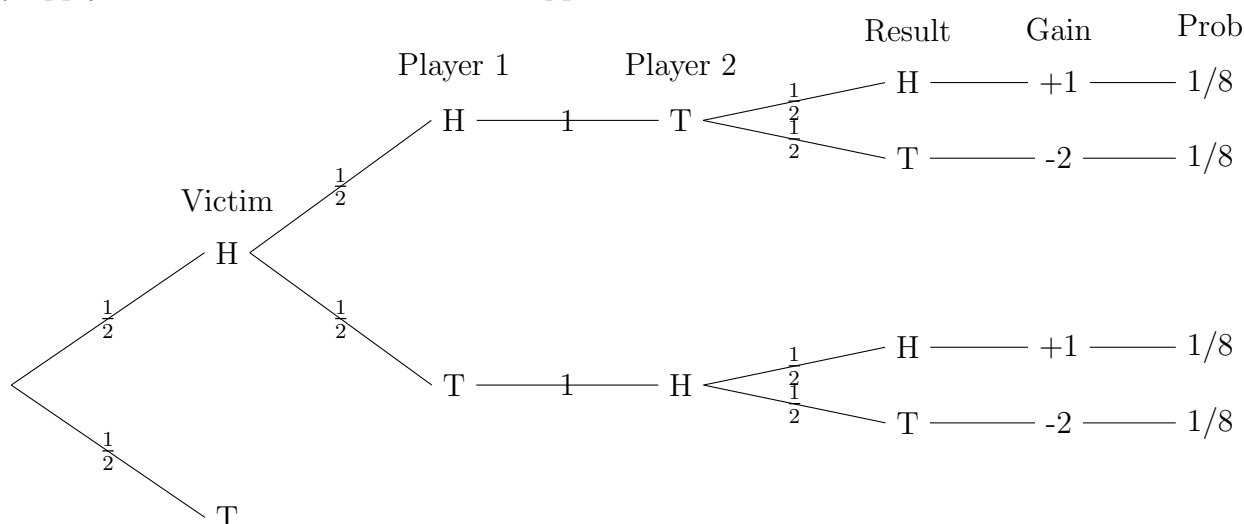 Result Gain Prob
Player 1 Player 2
H +1 1/8
1/2
H 1 T
1/2
T -2 1/8
1/2
Victim
H
1/2
1/2
H +1 1/8
1/2
T 1 H
1/2
T -2 1/8
1/2
T